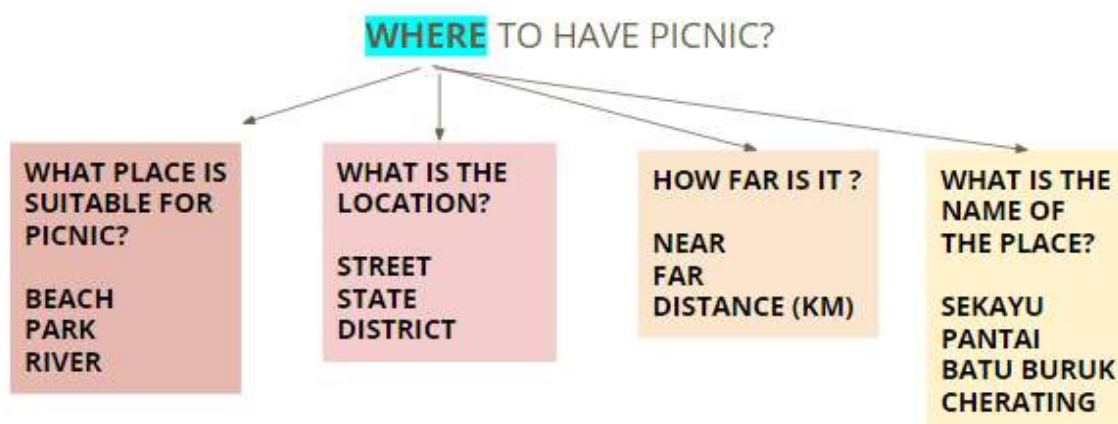 WHERE TO HAVE PICNIC?
WHAT PLACE IS
SUITABLE FOR
PICNIC?
BEACH
PARK
RIVER
WHAT IS THE
LOCATION?
STREET
STATE
DISTRICT
HOW FAR IS IT ?
NEAR
FAR
DISTANCE (KM)
WHAT IS THE
NAME OF
THE PLACE?
SEKAYU
PANTAI
BATU BURUK
CHERATING